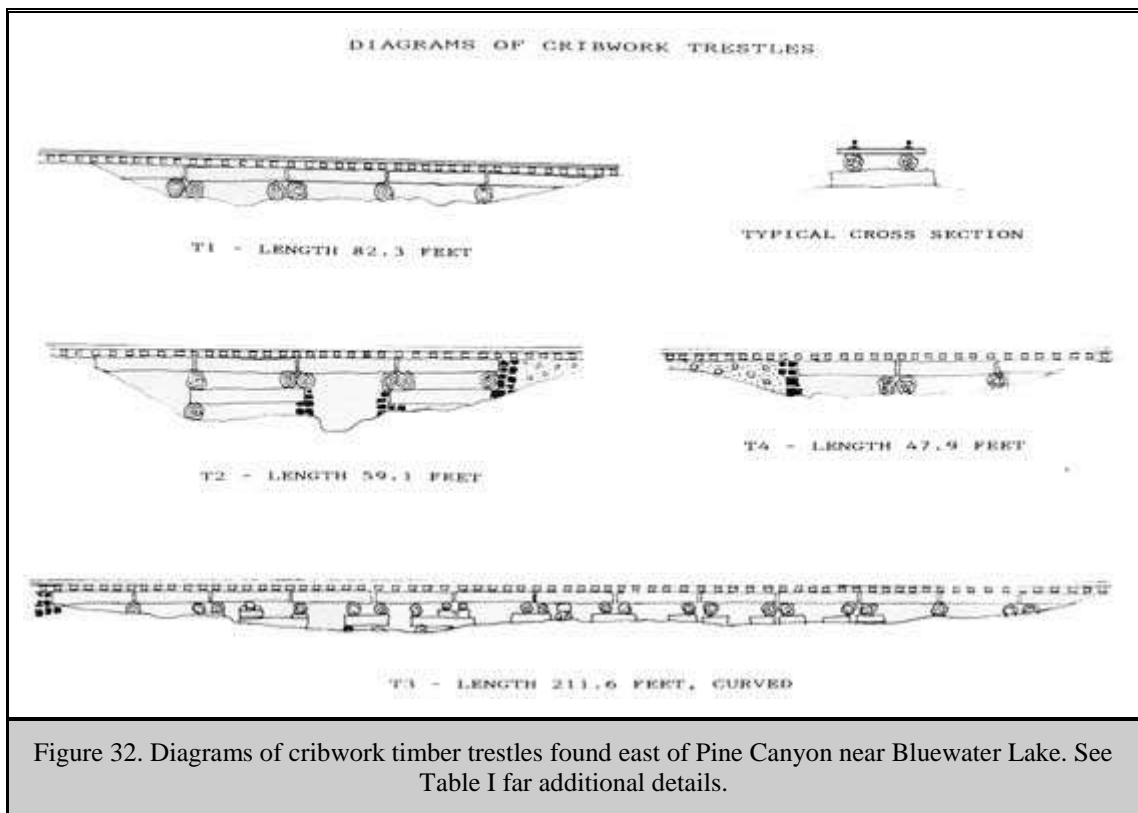 DIAGRAMS OF CRIBWORK TRESTLES
T1 - LENGTH 82.3 FEET
TYPICAL CROSS SECTION
T2 - LENGTH 59.1 FEET
T4 - LENGTH 47.9 FEET
T3 - LENGTH 211.6 FEET, CURVED
Figure 32. Diagrams of cribwork timber trestles found east of Pine Canyon near Bluewater Lake. See
Table I far additional details.